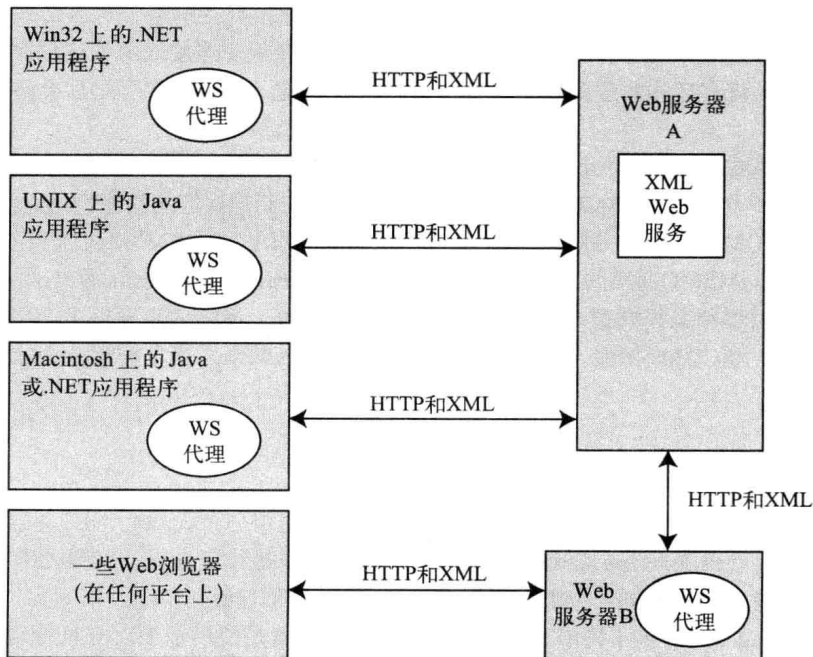 Win32 上的.NET
应用程序
WS
代理
HTTP和XML
Web服务器
A
XML
Web
服务
UNIX 上 的 Java
应用程序
WS
代理
HTTP和XML
Macintosh 上的 Java
或.NET应用程序
WS
代理
HTTP和XML
HTTP和XML
一些Web浏览器
(在任何平台上)
HTTP和XML
Web
服务器B
WS
代理